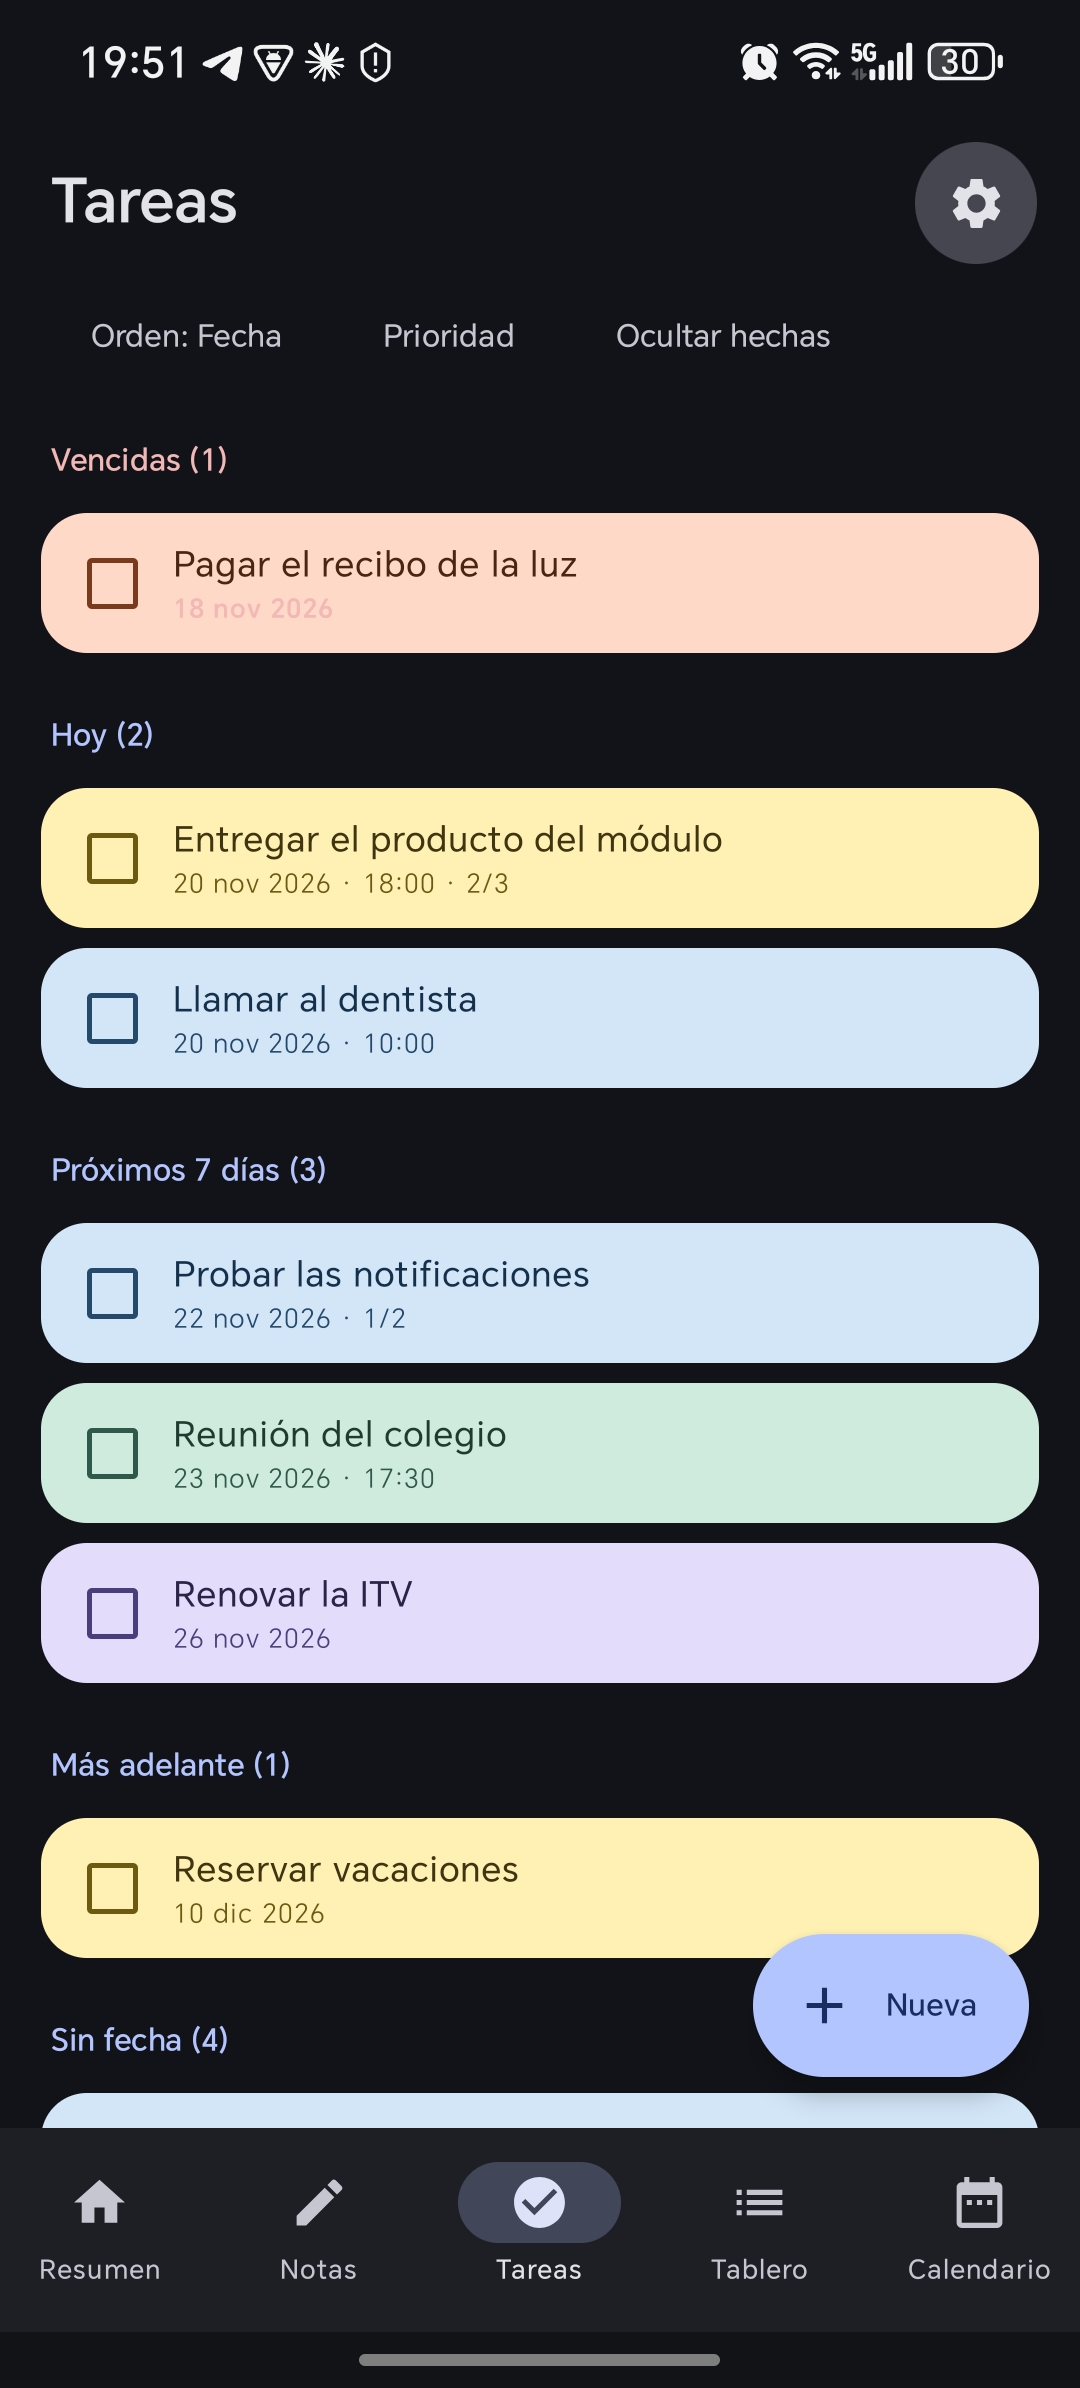 19:51
5G
30
Tareas
Orden: Fecha
Prioridad
Ocultar hechas
Vencidas (1)
Pagar el recibo de la luz
18 nov 2026
Hoy (2)
Entregar el producto del módulo
20 nov 2026 · 18:00 · 2/3
Llamar al dentista
20 nov 2026 · 10:00
Próximos 7 días (3)
Probar las notificaciones
22 nov 2026 · 1/2
Reunión del colegio
23 nov 2026 · 17:30
Renovar la ITV
26 nov 2026
Más adelante (1)
Reservar vacaciones
10 dic 2026
Nueva
Sin fecha (4)
Resumen
Notas
Tareas
Tablero
Calendario